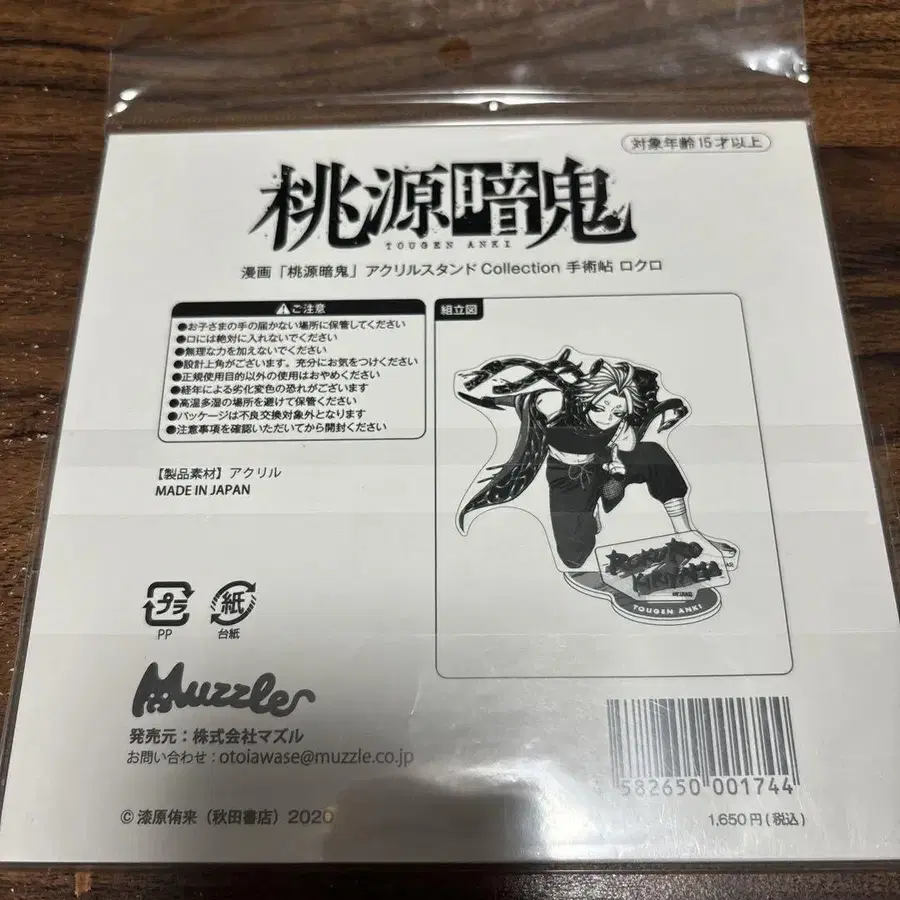 対象年齢15才以上
桃源暗鬼
TOUGEN ANKI
漫画「桃源暗鬼」アクリルスタンド Collection 手術帖 ロクロ
ご注意
●お子さまの手の届かない場所に保管してください
●口には絶対に入れないでください
●無理な力を加えないでください
●設計上角がございます。充分にお気をつけください
●正規使用目的以外の使用はおやめください
●経年による劣化変色の恐れがございます
●高温多湿の場所を避けて保管ください
●パッケージは不良交換対象外となります
●注意事項を確認いただいてから開封ください
組立図
【製品素材】アクリル
MADE IN JAPAN
ROKURO
KIRIYAMA
TOUGEN ANKI
プラ
PP
紙
台紙
Muzzle
発売元：株式会社マズル
お問い合わせ：otoiawase@muzzle.co.jp
582650 001744
©漆原侑来（秋田書店）2020
1,650円（税込）